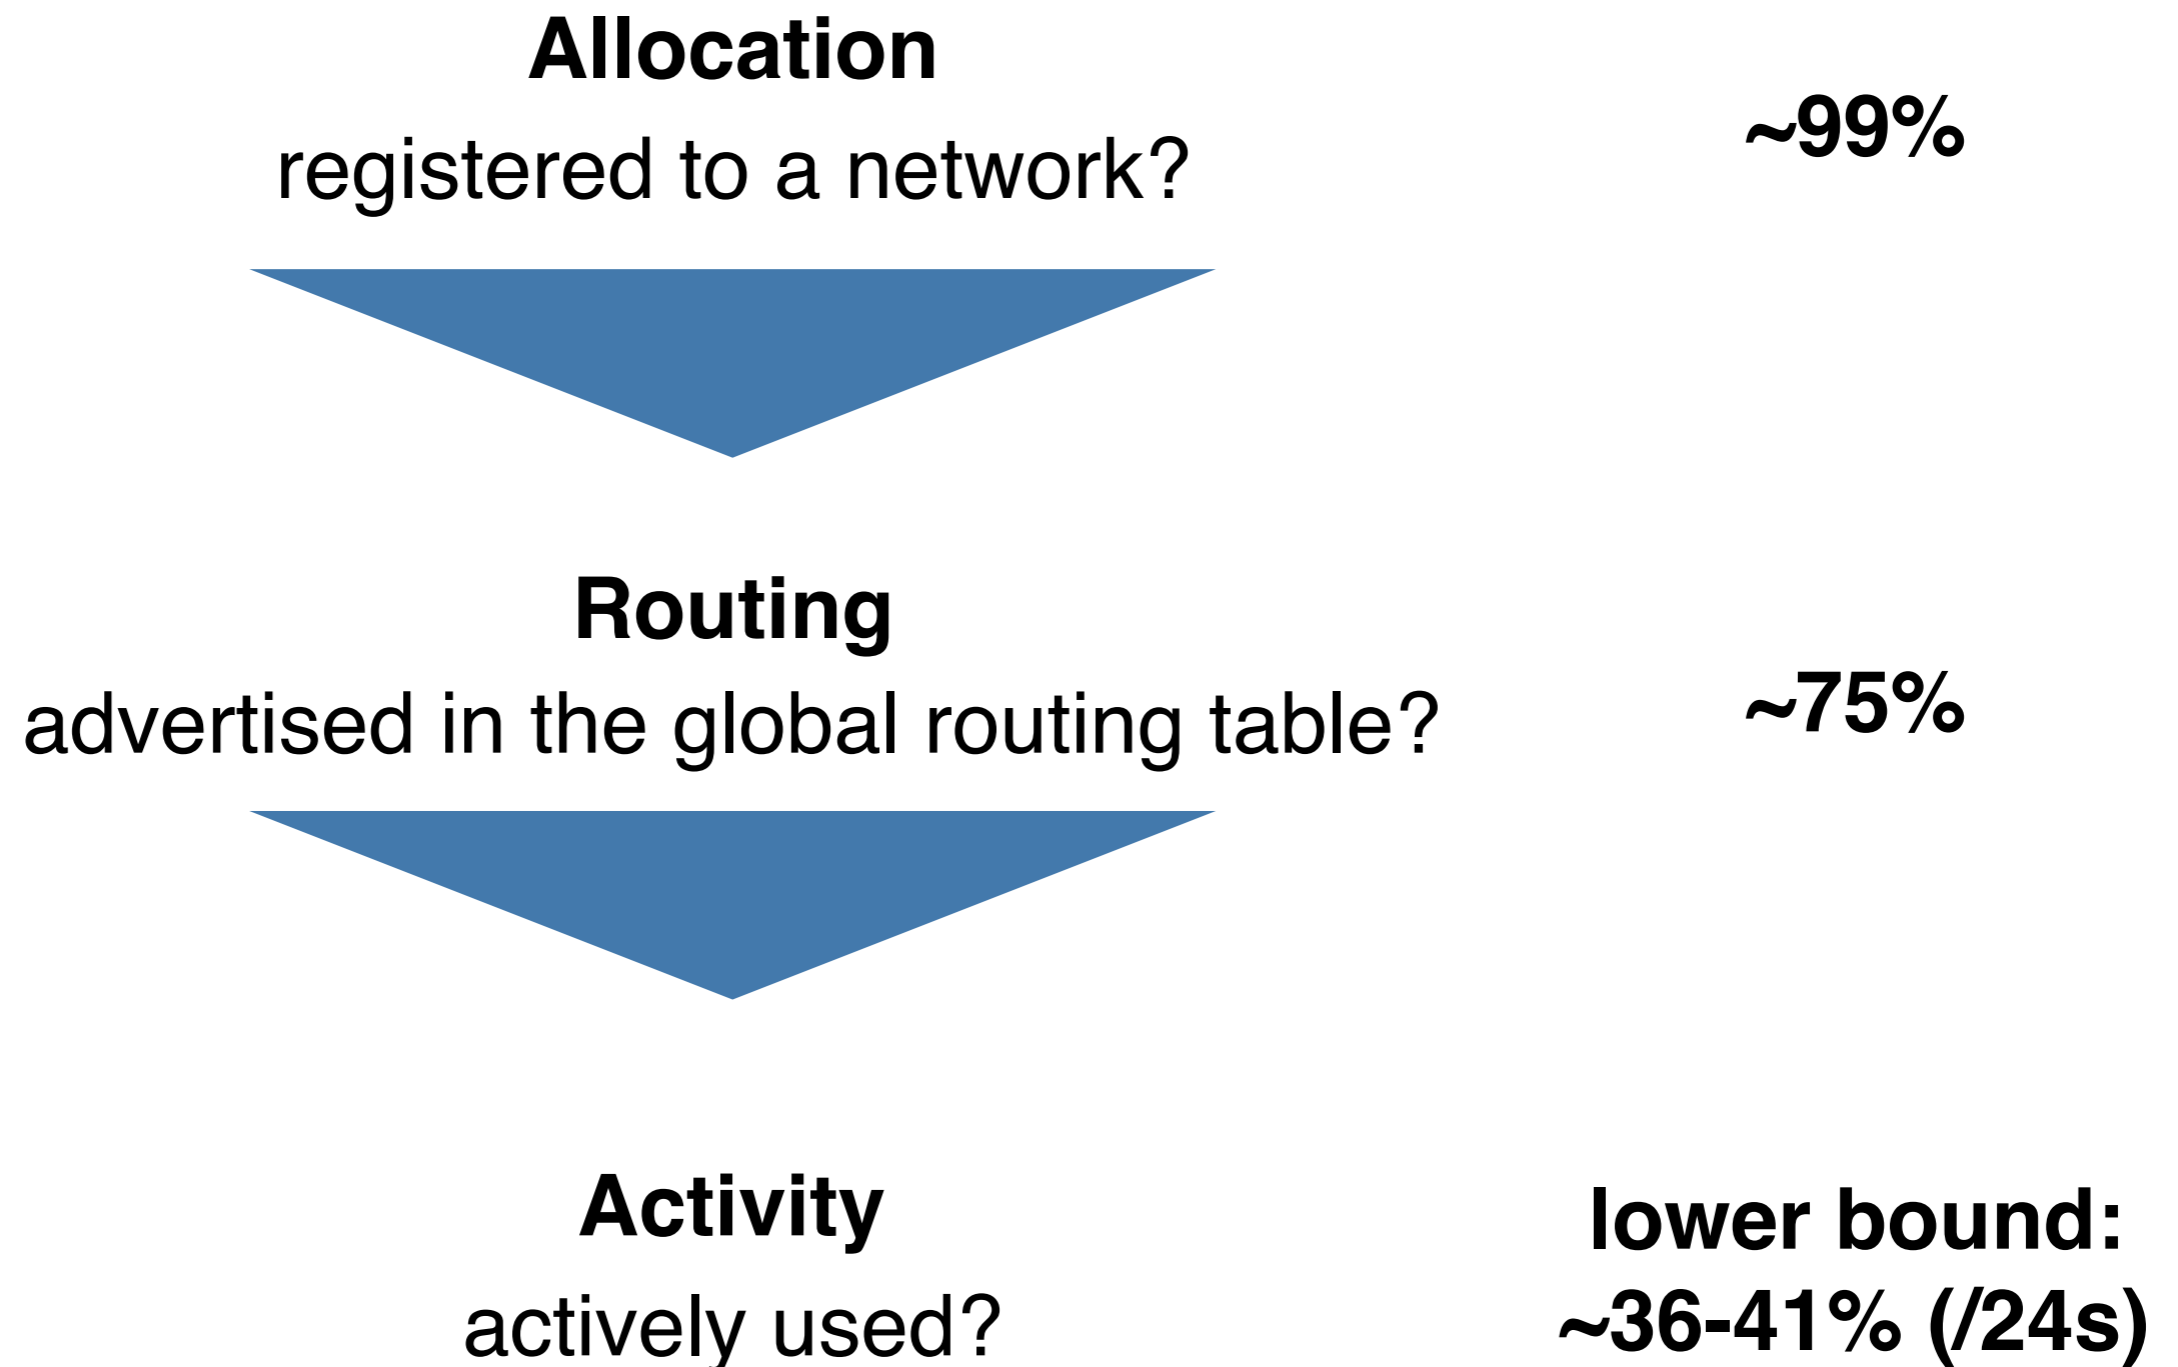 Allocation
registered to a network?
~99%
Routing
advertised in the global routing table?
~75%
Activity
actively used?
lower bound:
~36-41% (/24s)